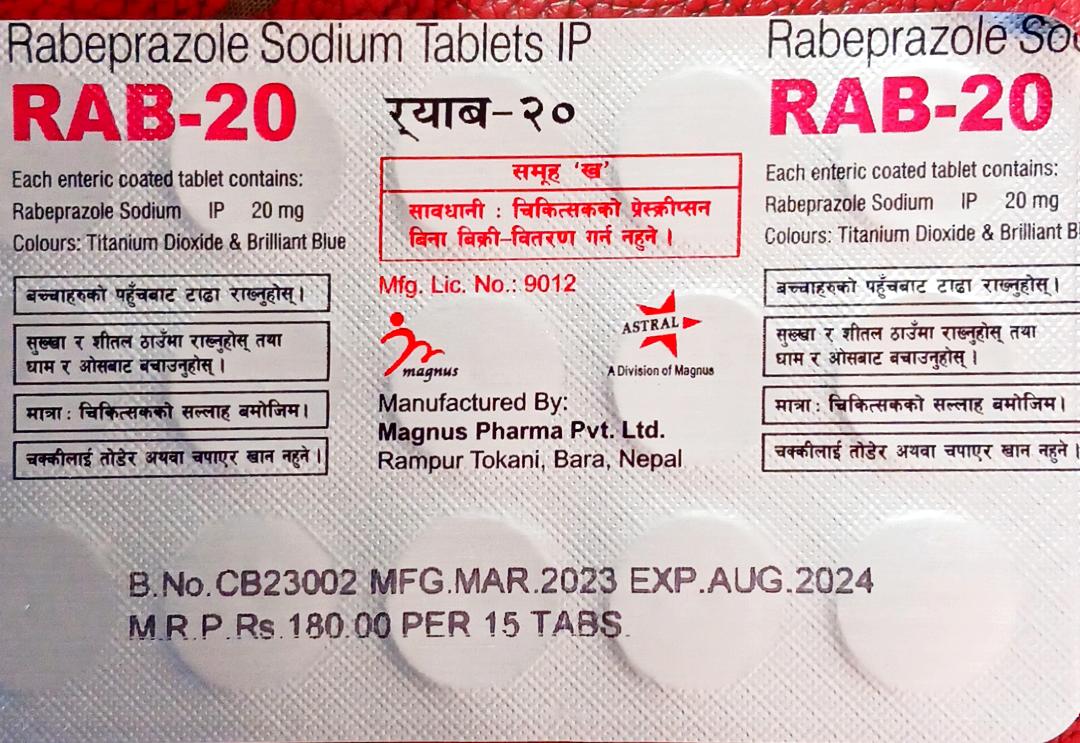 Rabeprazole Sodium Tablets IP
RAB-20
Each enteric coated tablet contains:
Rabeprazole Sodium IP 20 mg
Colours: Titanium Dioxide & Brilliant Blue
बच्चाहरुको पहुँचबाट टाढा राख्नुहोस् ।
सुख्खा र शीतल ठाउँमा राख्नुहोस् तथा
घाम र ओसबाट बचाउनुहोस् ।
मात्रा : चिकित्सकको सल्लाह बमोजिम ।
चक्कीलाई तोडेर अथवा चपाएर खान नहुने ।
र्‍याब-२०
समूह ‘ख’
सावधानी : चिकित्सकको प्रेस्क्रीप्सन
बिना बिक्री-वितरण गर्न नहुने ।
Mfg. Lic. No.: 9012
magnus
ASTRAL
A Division of Magnus
Manufactured By:
Magnus Pharma Pvt. Ltd.
Rampur Tokani, Bara, Nepal
Rabeprazole
RAB-20
Each enteric coated tablet contains:
Rabeprazole Sodium IP 20 mg
Colours: Titanium Dioxide & Brilliant
बच्चाहरुको पहुँचबाट टाढा राख्नुहोस् ।
सुख्खा र शीतल ठाउँमा राख्नुहोस् तथा
घाम र ओसबाट बचाउनुहोस् ।
मात्रा : चिकित्सकको सल्लाह बमोजिम ।
चक्कीलाई तोडेर अथवा चपाएर खान नहुने ।
B.No.CB23002 MFG.MAR.2023 EXP.AUG.2024
M.R.P.Rs.180.00 PER 15 TABS.